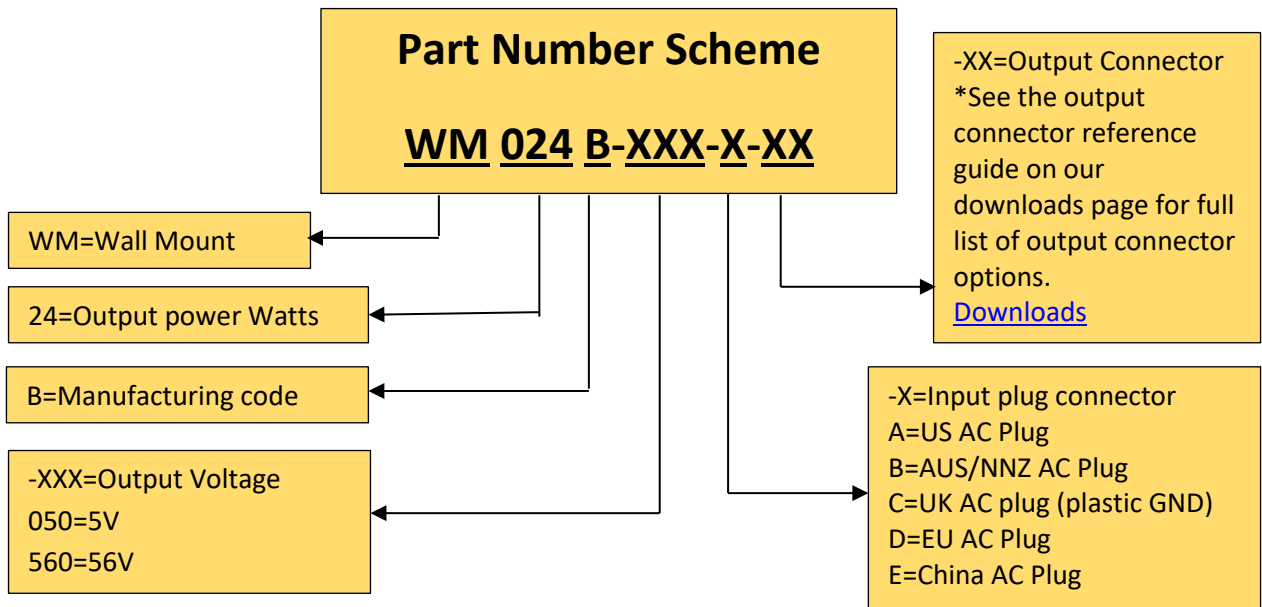 Part Number Scheme
WM 024 B-XXX-X-XX
-XX=Output Connector
*See the output
connector reference
guide on our
downloads page for full
list of output connector
options.
Downloads
WM=Wall Mount
24=Output power Watts
B=Manufacturing code
-XXX=Output Voltage
050=5V
560=56V
-X=Input plug connector
A=US AC Plug
B=AUS/NNZ AC Plug
C=UK AC plug (plastic GND)
D=EU AC Plug
E=China AC Plug